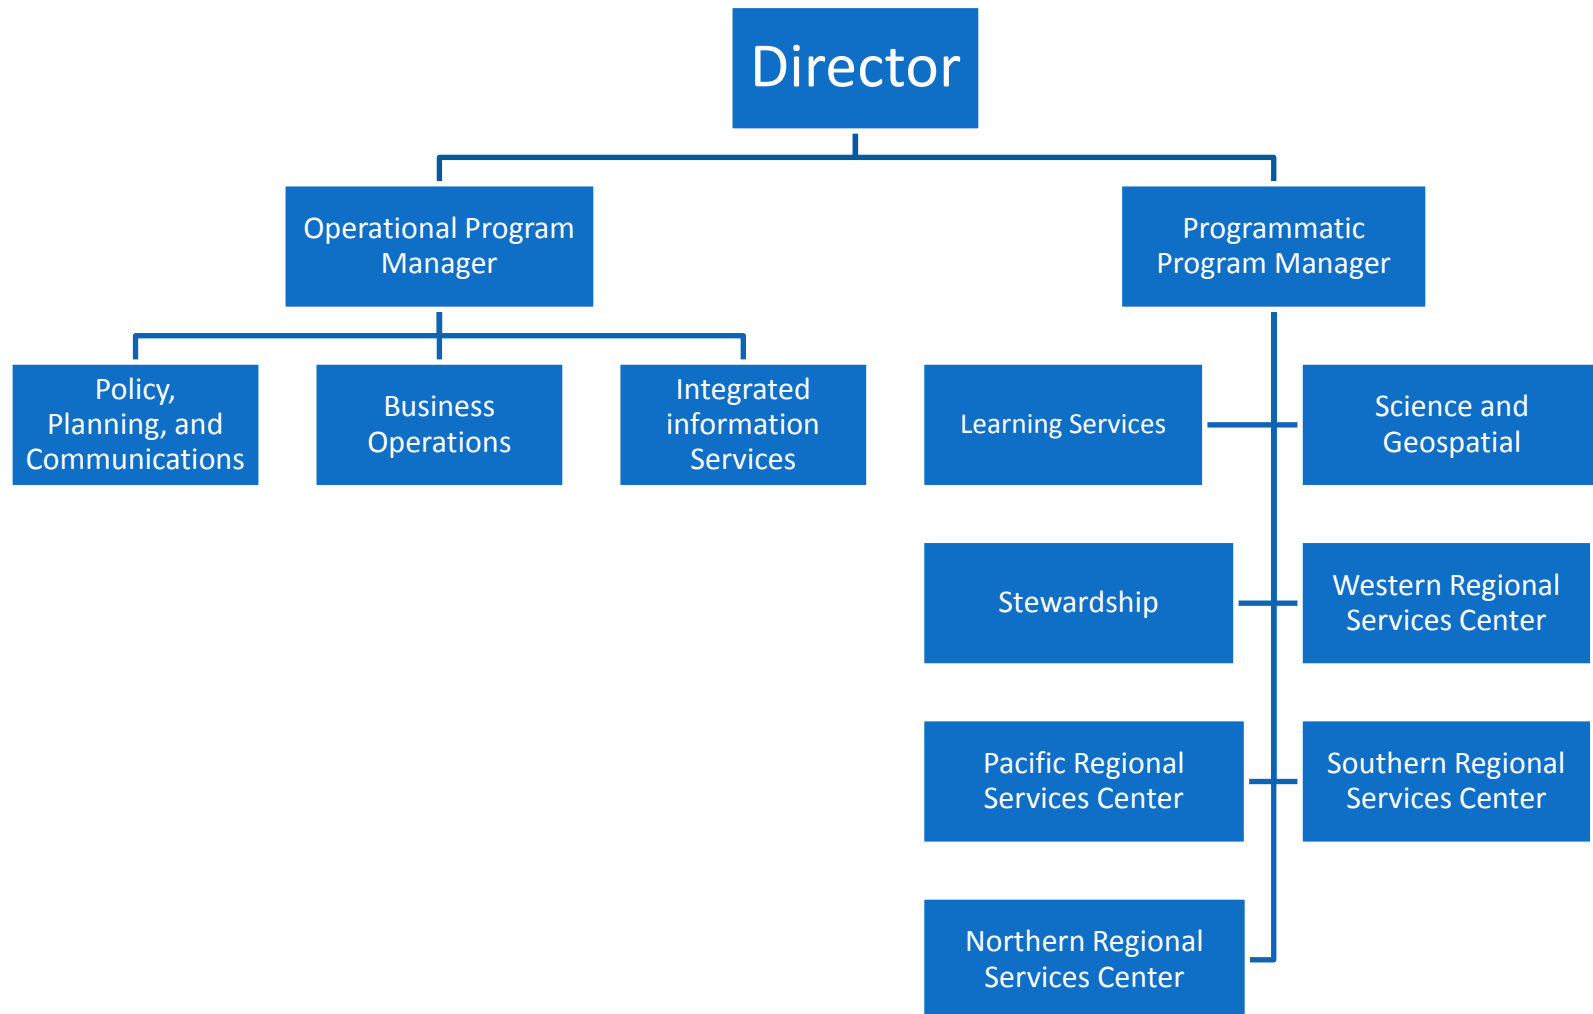 Director
Operational Program
Manager
Programmatic
Program Manager
Policy,
Planning, and
Communications
Business
Operations
Integrated
information
Services
Learning Services
Science and
Geospatial
Stewardship
Western Regional
Services Center
Pacific Regional
Services Center
Southern Regional
Services Center
Northern Regional
Services Center